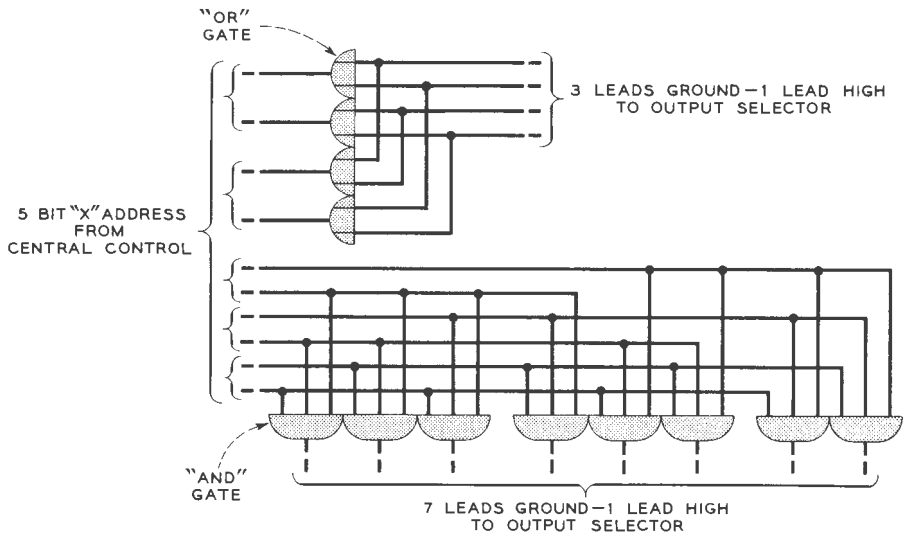 "OR"
GATE
3 LEADS GROUND—1 LEAD HIGH
TO OUTPUT SELECTOR
5 BIT "X" ADDRESS
FROM
CENTRAL CONTROL
"AND"
GATE
7 LEADS GROUND—1 LEAD HIGH
TO OUTPUT SELECTOR